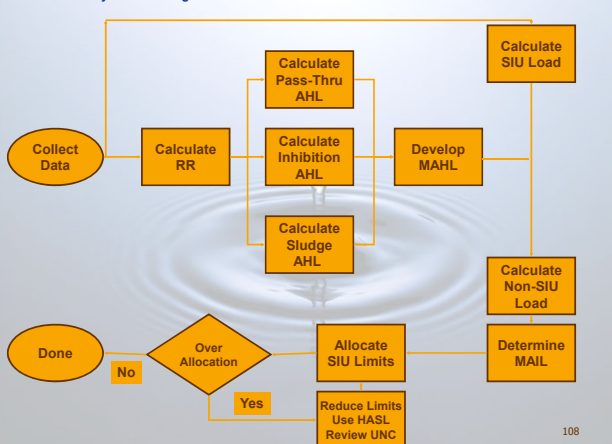 Calculate
SIU Load
Calculate
Pass-Thru
AHL
Collect
Data
Calculate
RR
Calculate
Inhibition
AHL
Develop
MAHL
Calculate
Sludge
AHL
Calculate
Non-SIU
Load
Done
Over
Allocation
Allocate
SIU Limits
Determine
MAIL
No
Yes
Reduce Limits
Use HASL
Review UNC
108